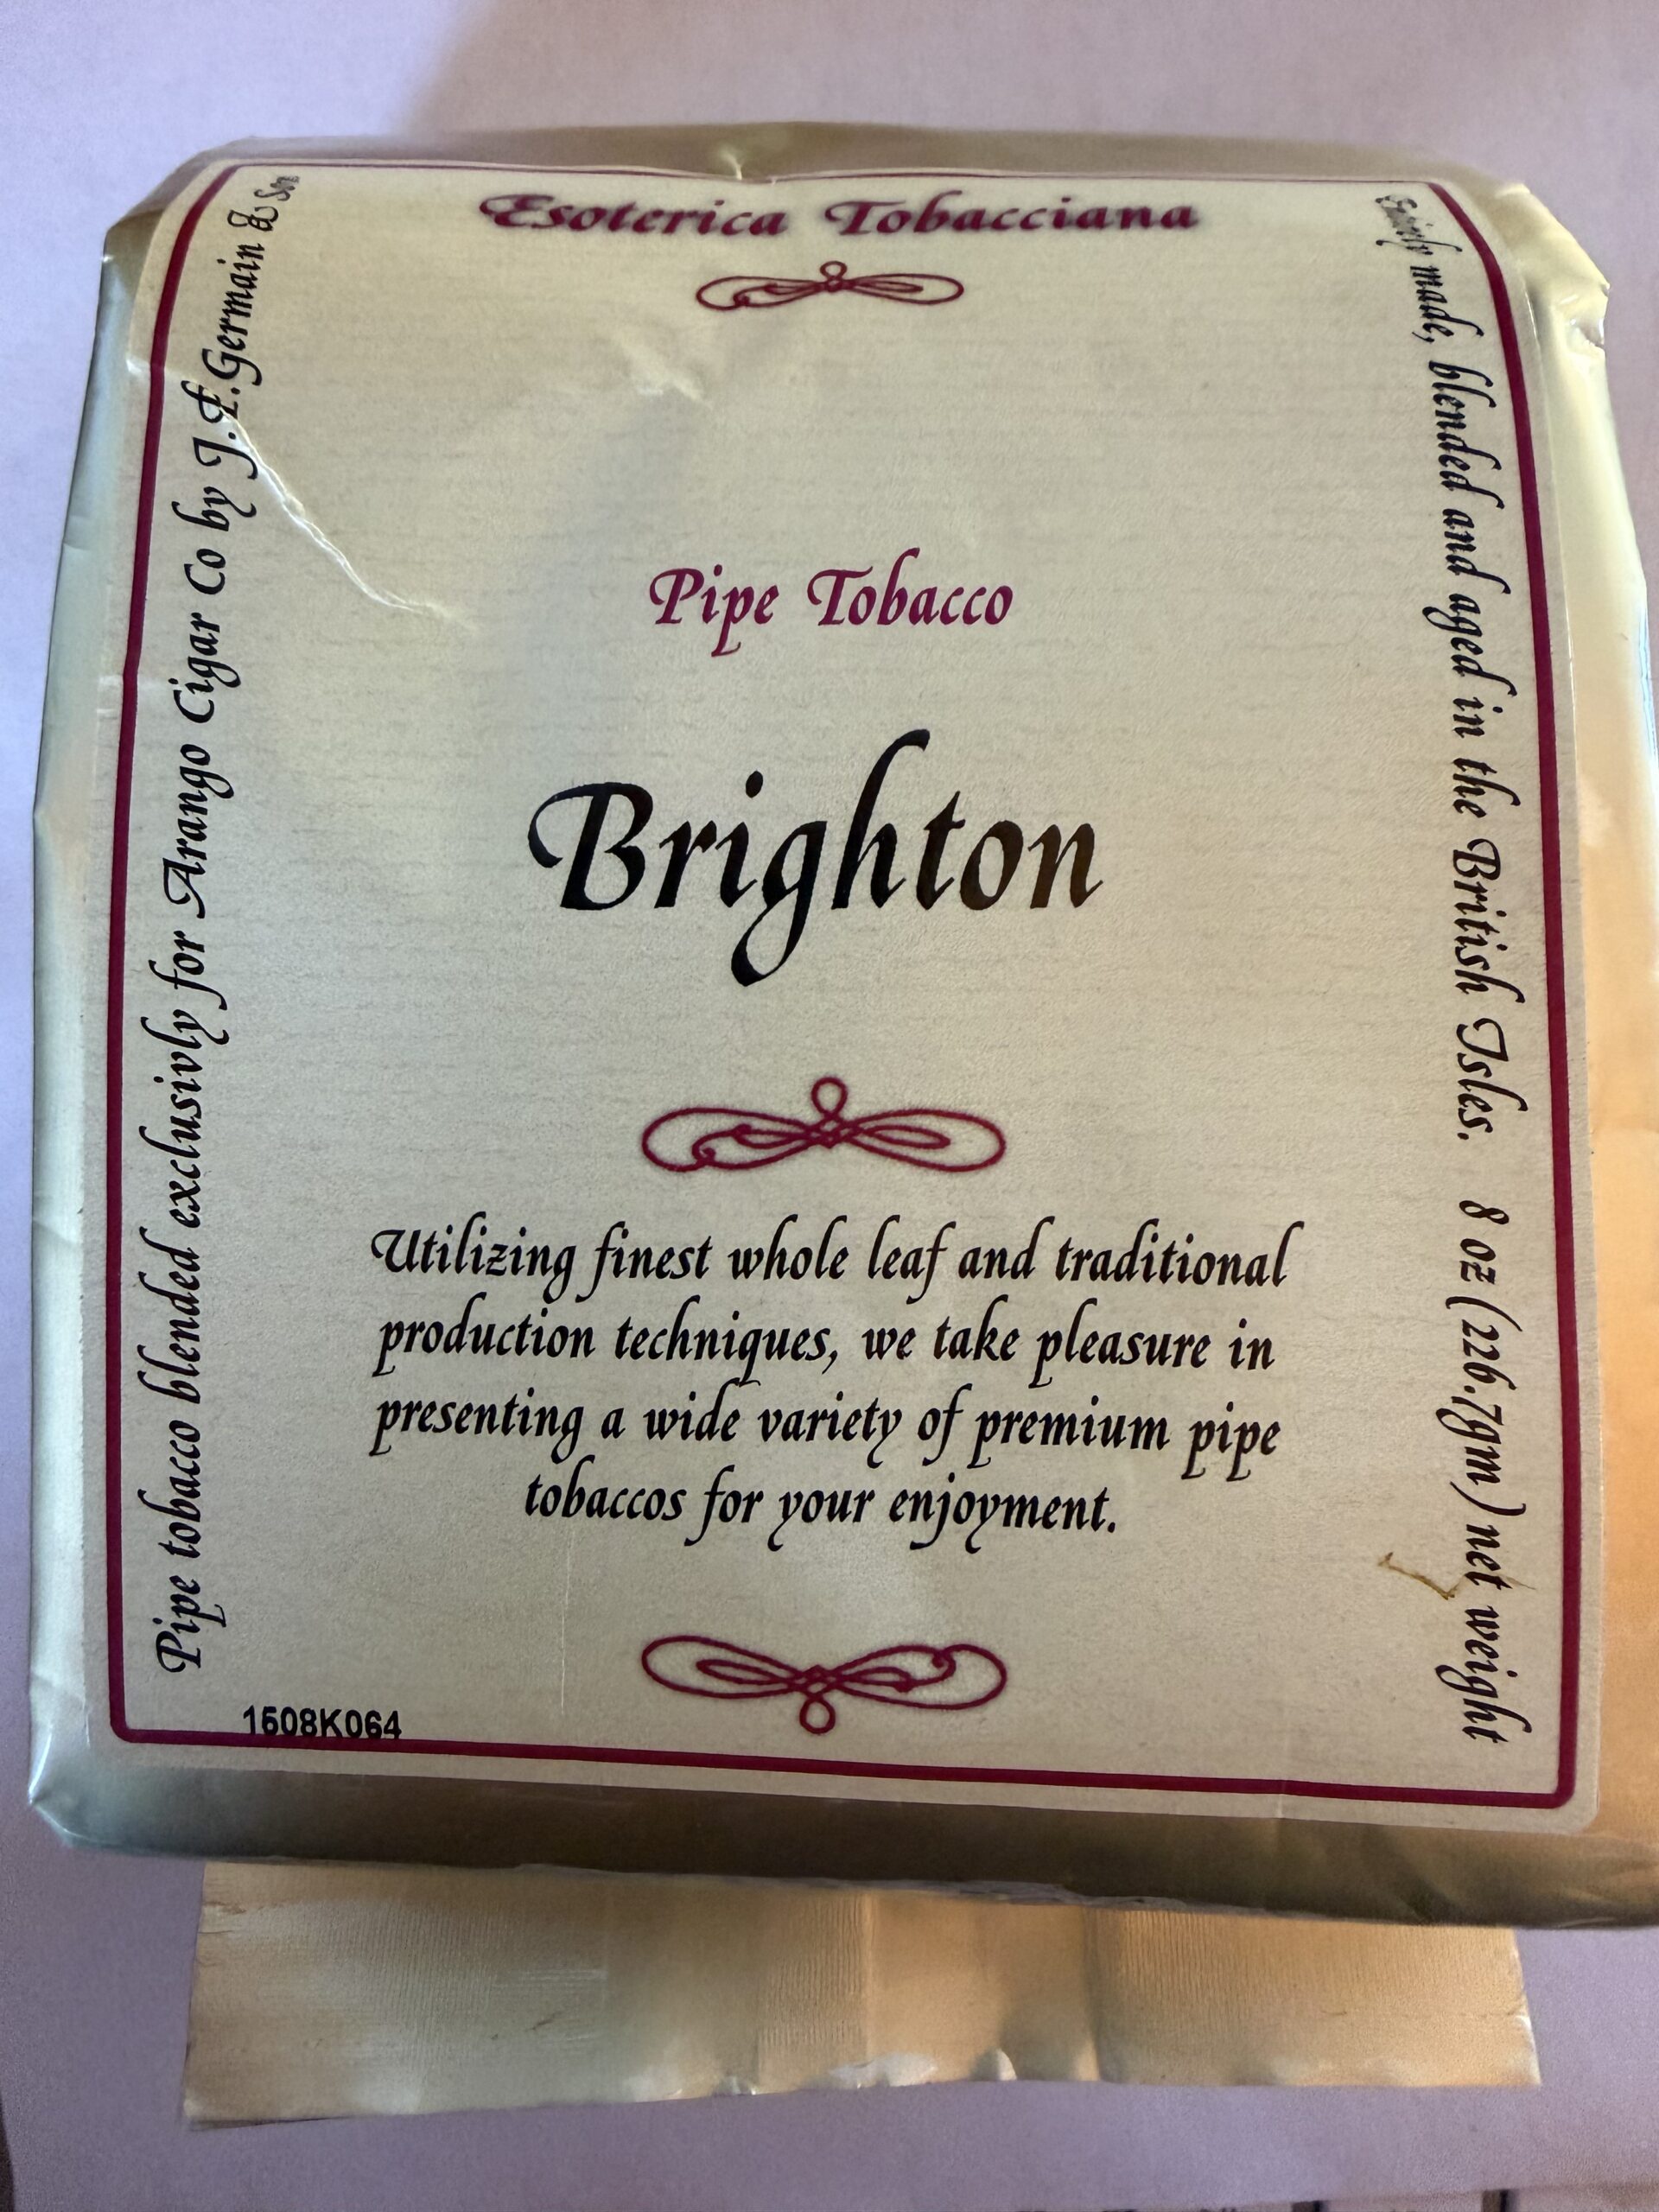 Esoterica Tobacciana
Pipe Tobacco
Brighton
Utilizing finest whole leaf and traditional
production techniques, we take pleasure in
presenting a wide variety of premium pipe
tobaccos for your enjoyment.
Pipe tobacco blended exclusivly for Arango Cigar Co by J.F.Germain & Son
made, blended and aged in the British Isles. 8 oz (226.7gm) net weight
1508K064